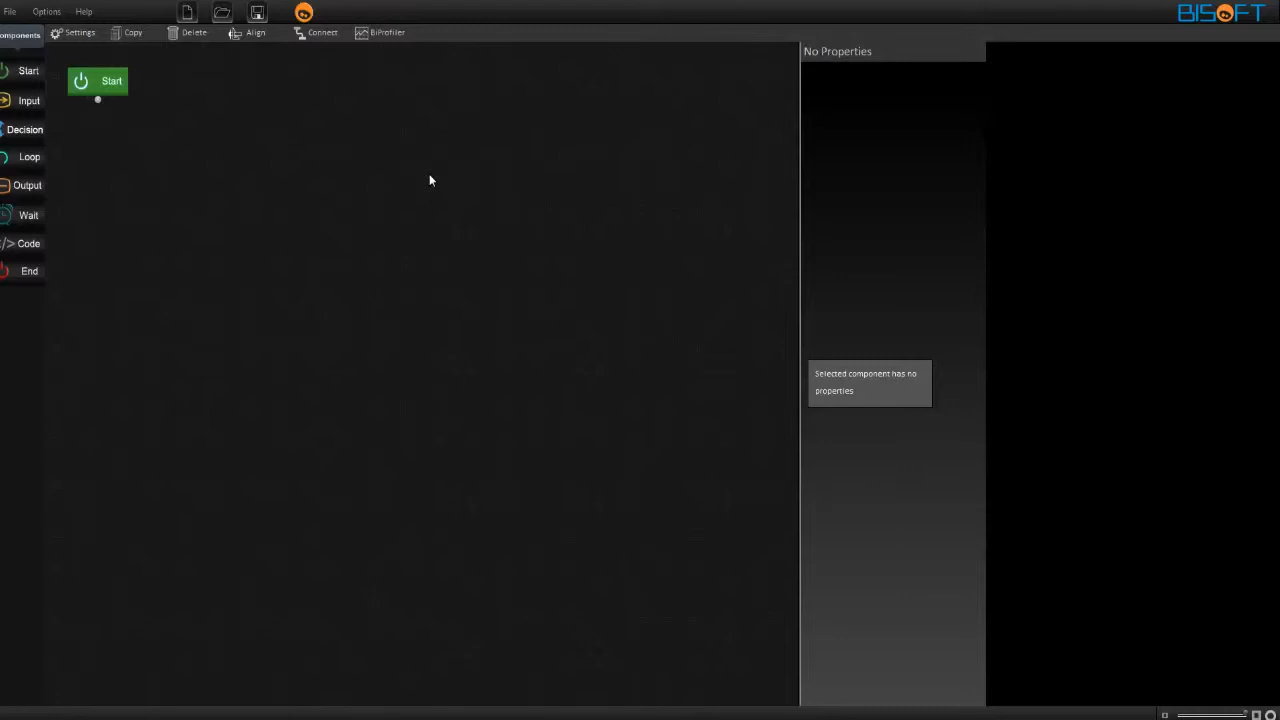 File Options Help
BISOFT
Components Settings Copy Delete Align Connect BiProfiler
No Properties
Start
Start
Input
Decision
Loop
Output
Wait
</> Code
End
Selected component has no
properties